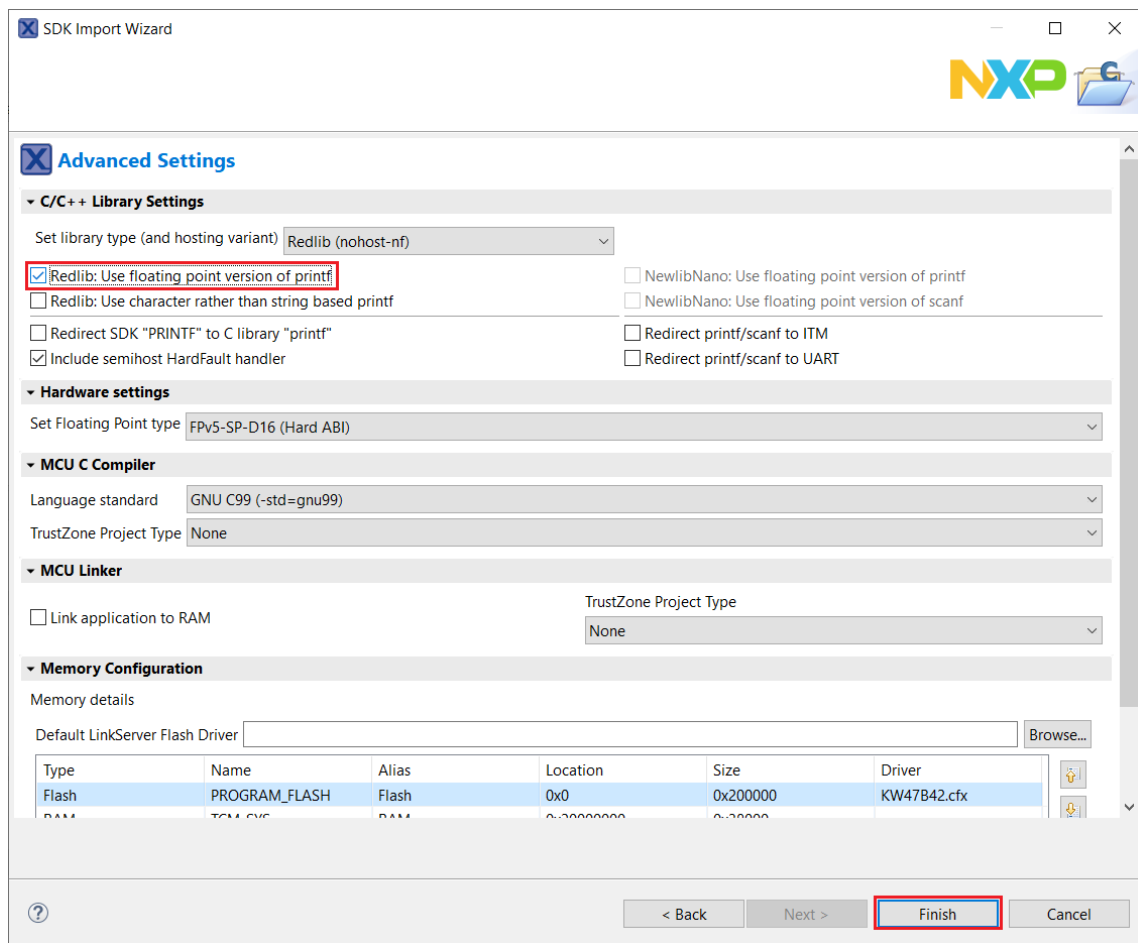 SDK Import Wizard
NXP
Advanced Settings
C/C++ Library Settings
Set library type (and hosting variant) Redlib (nohost-nf)
Redlib: Use floating point version of printf NewlibNano: Use floating point version of printf
Redlib: Use character rather than string based printf NewlibNano: Use floating point version of scanf
Redirect SDK "PRINTF" to C library "printf" Redirect printf/scanf to ITM
Include semihost HardFault handler Redirect printf/scanf to UART
Hardware settings
Set Floating Point type FPv5-SP-D16 (Hard ABI)
MCU C Compiler
Language standard GNU C99 (-std=gnu99)
TrustZone Project Type None
MCU Linker
TrustZone Project Type
Link application to RAM
None
Memory Configuration
Memory details
Default LinkServer Flash Driver Browse...
Type Name Alias Location Size Driver
Flash PROGRAM_FLASH Flash 0x0 0x200000 KW47B42.cfx
RAM RAM
< Back Next > Finish Cancel